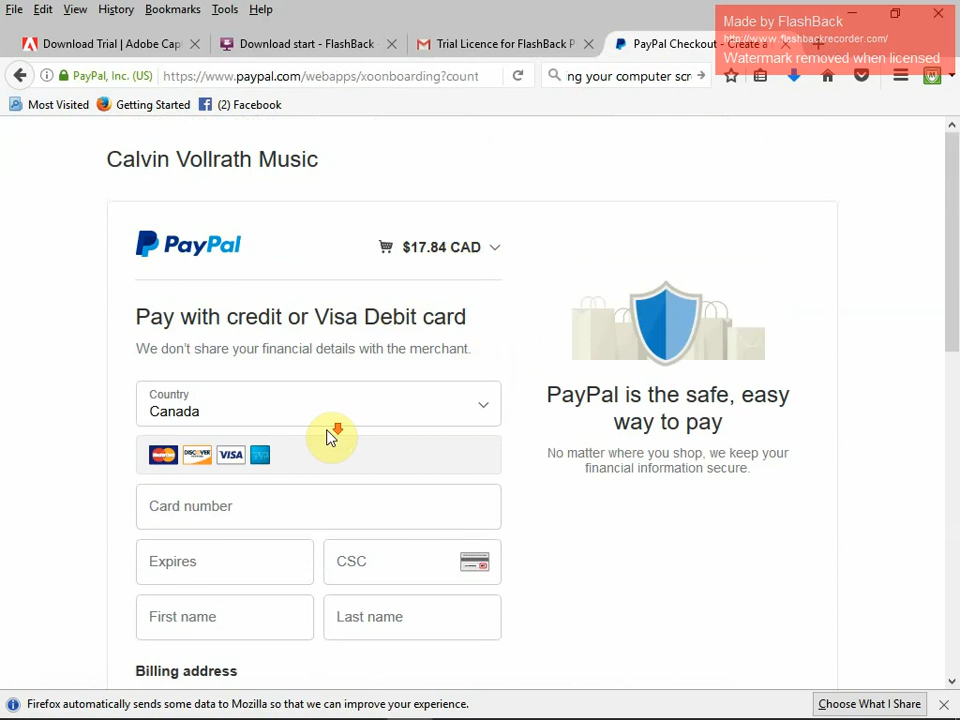 File Edit View History Bookmarks Tools Help
Made by FlashBack
http://www.flashbackrecorder.com/
Watermark removed when licensed
Download Trial | Adobe Cap
Download start - FlashBack
Trial Licence for FlashBack P
PayPal Checkout - Create a
PayPal, Inc. (US)
https://www.paypal.com/webapps/xoonboarding?count
ng your computer scr
Most Visited
Getting Started
(2) Facebook
Calvin Vollrath Music
PayPal
$17.84 CAD
Pay with credit or Visa Debit card
We don't share your financial details with the merchant.
Country
Canada
MasterCard
DISCOVER
VISA
Card number
Expires
CSC
First name
Last name
Billing address
PayPal is the safe, easy
way to pay
No matter where you shop, we keep your
financial information secure.
Firefox automatically sends some data to Mozilla so that we can improve your experience.
Choose What I Share